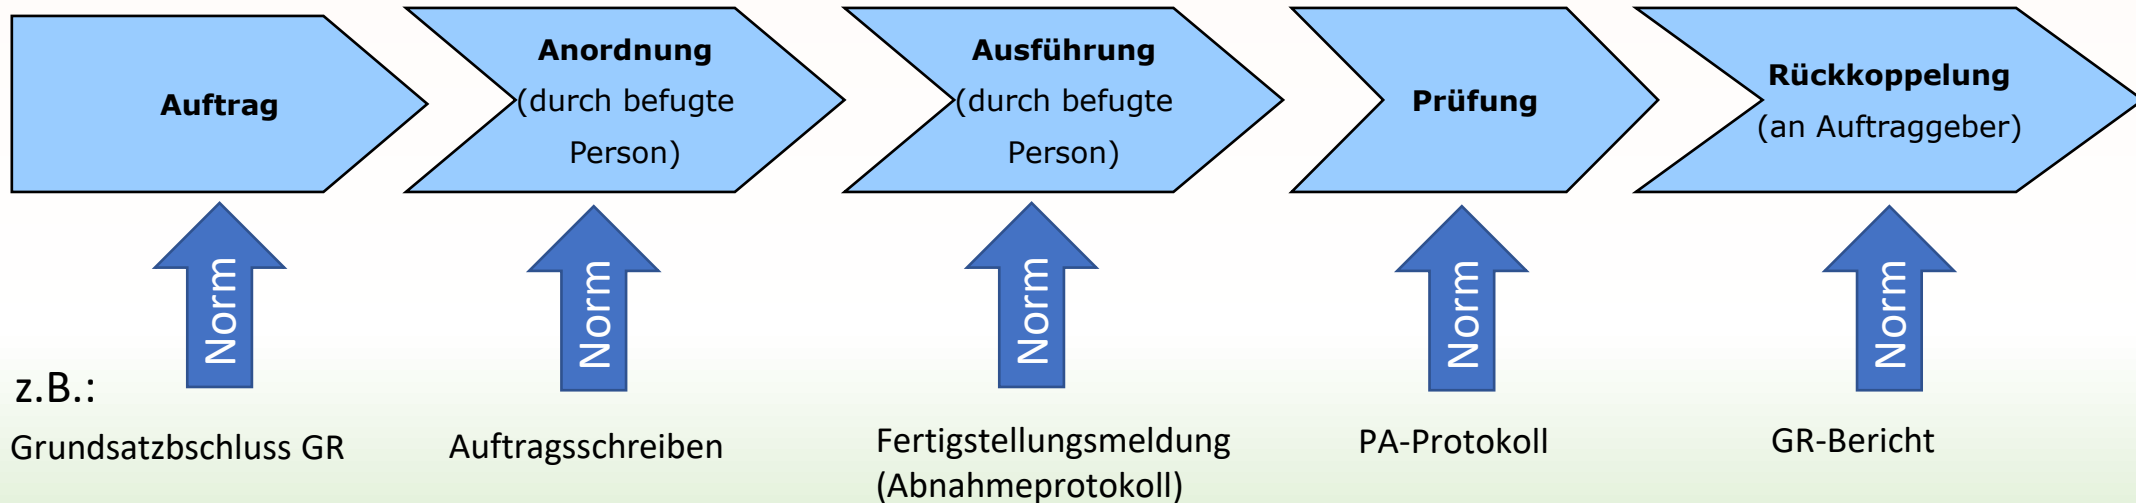 Auftrag
Anordnung
(durch befugte
Person)
Ausführung
(durch befugte
Person)
Prüfung
Rückkoppelung
(an Auftraggeber)
Norm
Norm
Norm
Norm
Norm
z.B.:
Grundsatzbschluss GR
Auftragsschreiben
Fertigstellungsmeldung
(Abnahmeprotokoll)
PA-Protokoll
GR-Bericht